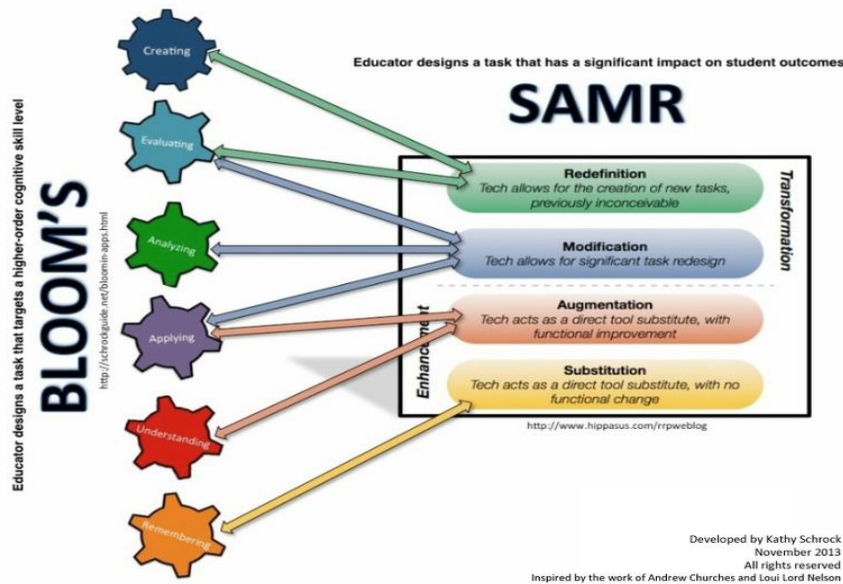 Educator designs a task that targets a higher-order cognitive skill level
BLOOM'S
http://schrockguide.net/bloomin-apps.html
Creating
Evaluating
Analyzing
Applying
Understanding
Remembering
Educator designs a task that has a significant impact on student outcomes
SAMR
Redefinition
Tech allows for the creation of new tasks,
previously inconceivable
Modification
Tech allows for significant task redesign
Transformation
Augmentation
Tech acts as a direct tool substitute, with
functional improvement
Substitution
Tech acts as a direct tool substitute, with no
functional change
Enhancement
http://www.hippasus.com/rrpweblog
Developed by Kathy Schrock
November 2013
All rights reserved
Inspired by the work of Andrew Churches and Loui Lord Nelson